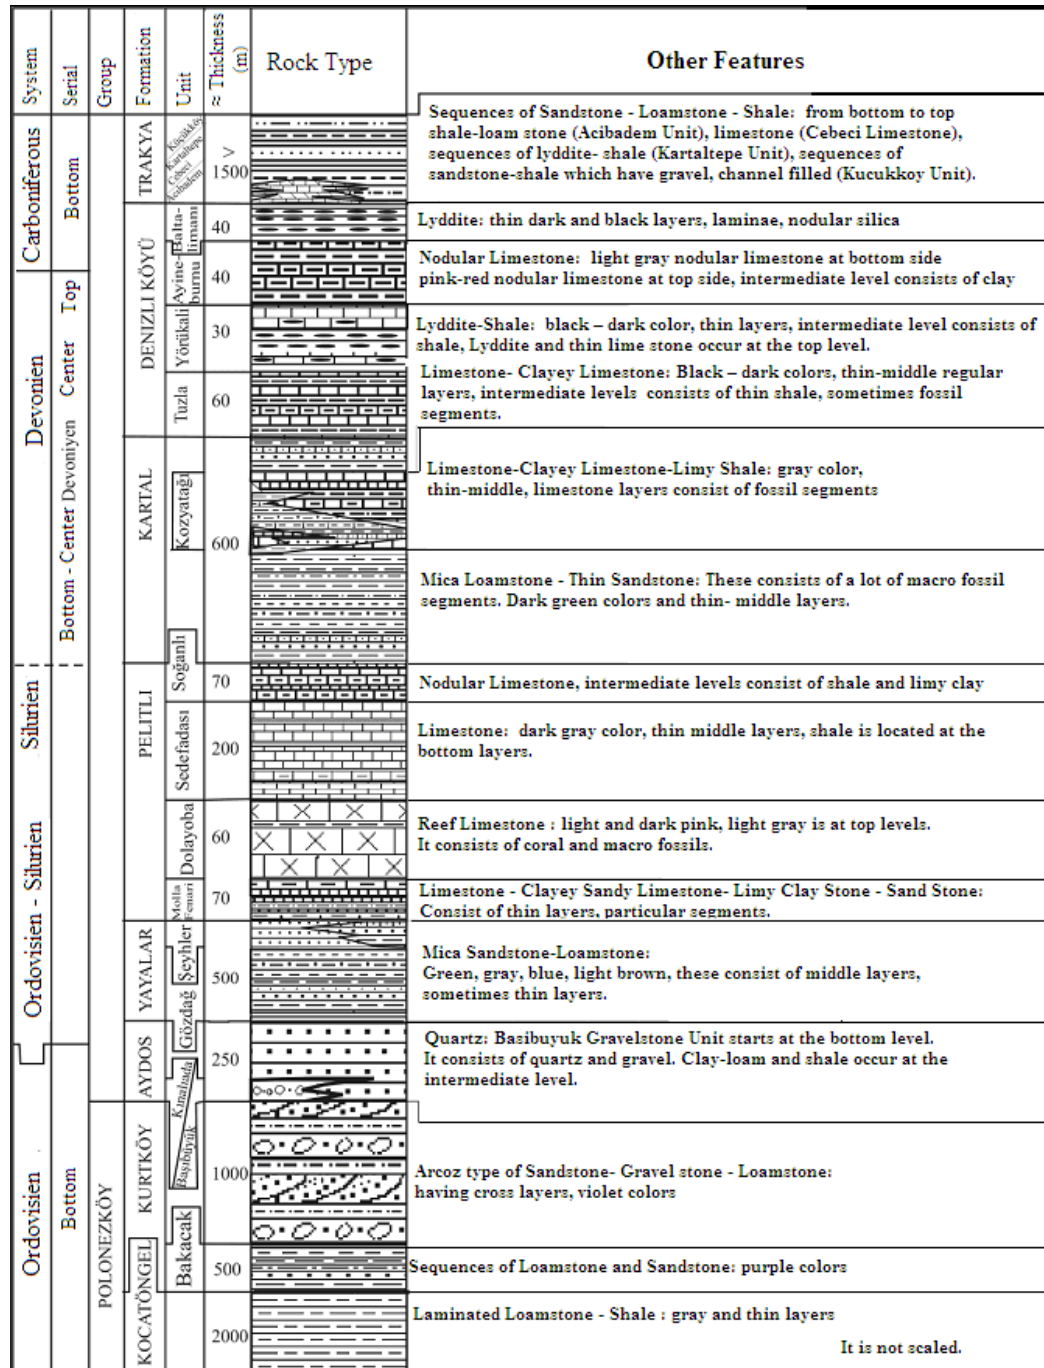 System
Serial
Group
Formation
Unit
≈ Thickness
(m)
Rock Type
Other Features
Carboniferous
Bottom
TRAKYA
Küçükköy
Kartaltepe
Cebeci
Acıbadem
>
1500
Sequences of Sandstone - Loamstone - Shale: from bottom to top
shale-loam stone (Acibadem Unit), limestone (Cebeci Limestone),
sequences of lyddite- shale (Kartaltepe Unit), sequences of
sandstone-shale which have gravel, channel filled (Kucukkoy Unit).
DENIZLI KÖYÜ
Balta-
limanı
40
Lyddite: thin dark and black layers, laminae, nodular silica
Devonien
Bottom - Center Devoniyen Center Top
Ayine-
burnu
40
Nodular Limestone: light gray nodular limestone at bottom side
pink-red nodular limestone at top side, intermediate level consists of clay
Yörükali
30
Lyddite-Shale: black – dark color, thin layers, intermediate level consists of
shale, Lyddite and thin lime stone occur at the top level.
Tuzla
60
Limestone- Clayey Limestone: Black – dark colors, thin-middle regular
layers, intermediate levels consists of thin shale, sometimes fossil
segments.
KARTAL
Kozyatağı
600
Limestone-Clayey Limestone-Limy Shale: gray color,
thin-middle, limestone layers consist of fossil segments
Mica Loamstone - Thin Sandstone: These consists of a lot of macro fossil
segments. Dark green colors and thin- middle layers.
Silurien
PELITLI
Soğanlı
70
Nodular Limestone, intermediate levels consist of shale and limy clay
Sedefadası
200
Limestone: dark gray color, thin middle layers, shale is located at the
bottom layers.
Ordovisien - Silurien
Dolayoba
60
Reef Limestone : light and dark pink, light gray is at top levels.
It consists of coral and macro fossils.
Molla
Fenari
70
Limestone - Clayey Sandy Limestone- Limy Clay Stone - Sand Stone:
Consist of thin layers, particular segments.
YAYALAR
Gözdağ Şeyhler
500
Mica Sandstone-Loamstone:
Green, gray, blue, light brown, these consist of middle layers,
sometimes thin layers.
AYDOS
Kınalıada
250
Quartz: Basibuyuk Gravelstone Unit starts at the bottom level.
It consists of quartz and gravel. Clay-loam and shale occur at the
intermediate level.
Ordovisien
Bottom
POLONEZKÖY
KURTKÖY
Başıbüyük
1000
Arcoz type of Sandstone- Gravel stone - Loamstone:
having cross layers, violet colors
Bakacak
500
Sequences of Loamstone and Sandstone: purple colors
KOCATÖNGEL
2000
Laminated Loamstone - Shale : gray and thin layers
It is not scaled.